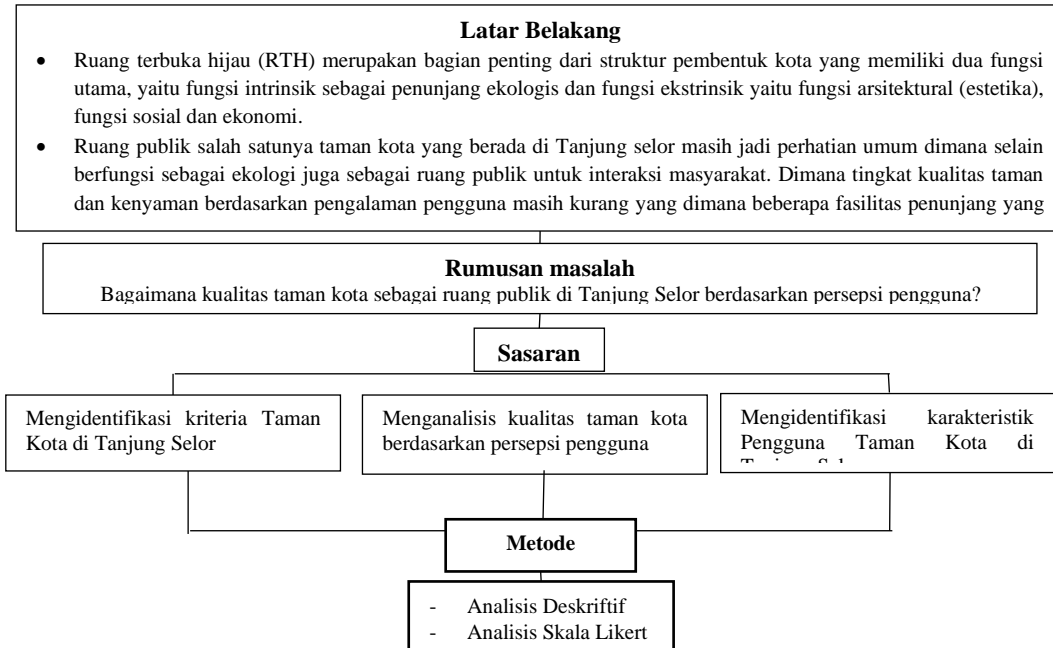 Latar Belakang
• Ruang terbuka hijau (RTH) merupakan bagian penting dari struktur pembentuk kota yang memiliki dua fungsi
utama, yaitu fungsi intrinsik sebagai penunjang ekologis dan fungsi ekstrinsik yaitu fungsi arsitektural (estetika),
fungsi sosial dan ekonomi.
• Ruang publik salah satunya taman kota yang berada di Tanjung selor masih jadi perhatian umum dimana selain
berfungsi sebagai ekologi juga sebagai ruang publik untuk interaksi masyarakat. Dimana tingkat kualitas taman
dan kenyaman berdasarkan pengalaman pengguna masih kurang yang dimana beberapa fasilitas penunjang yang
Rumusan masalah
Bagaimana kualitas taman kota sebagai ruang publik di Tanjung Selor berdasarkan persepsi pengguna?
Sasaran
Mengidentifikasi kriteria Taman
Kota di Tanjung Selor
Menganalisis kualitas taman kota
berdasarkan persepsi pengguna
Mengidentifikasi karakteristik
Pengguna Taman Kota di
Metode
- Analisis Deskriftif
- Analisis Skala Likert